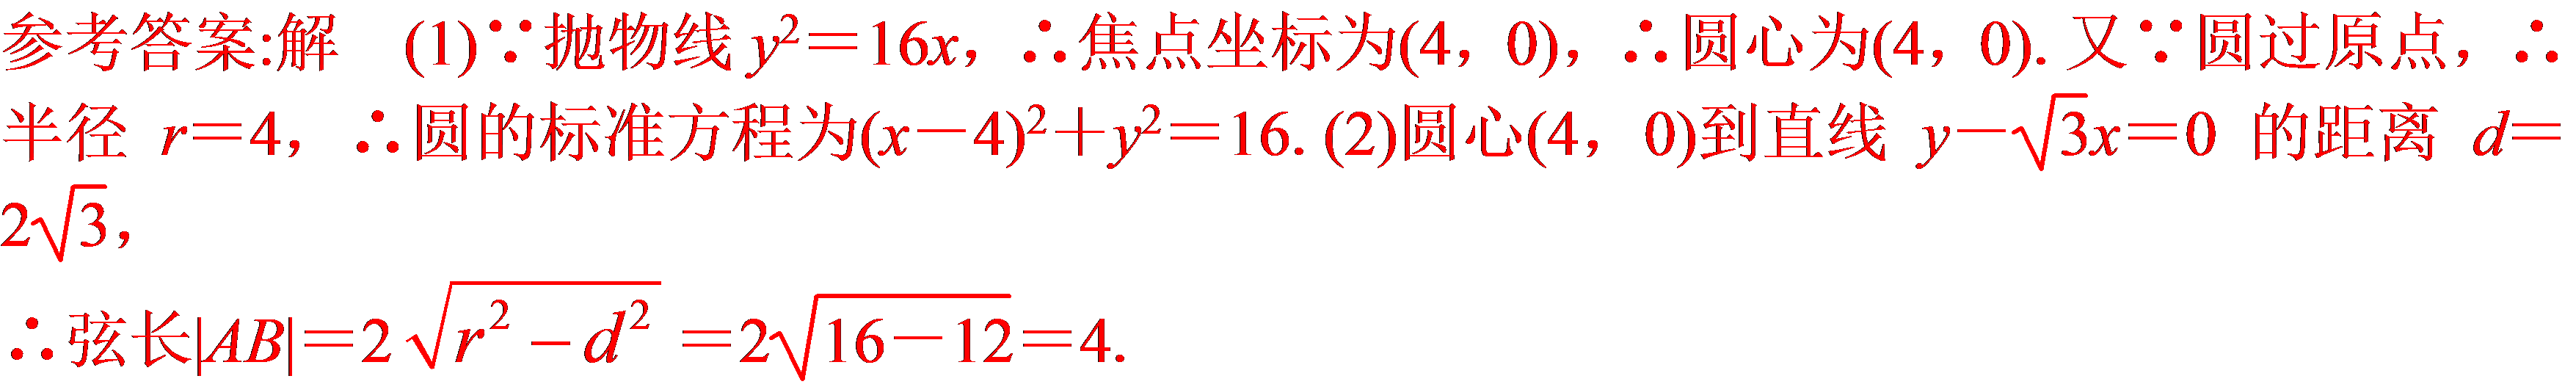 参考答案:解　(1)∵抛物线 y²=16x，∴焦点坐标为(4，0)，∴圆心为(4，0). 又∵圆过原点，∴
半径 r=4，∴圆的标准方程为(x-4)²+y²=16. (2)圆心(4，0)到直线 y-√3x=0 的距离 d=
2√3，
∴弦长|AB|=2√(r²-d²)=2√(16-12)=4.